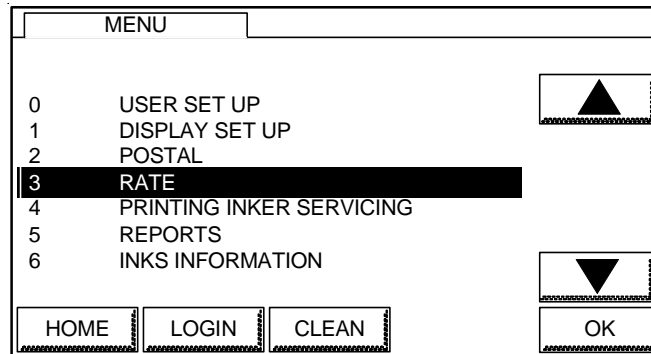 MENU
0 USER SET UP
1 DISPLAY SET UP
2 POSTAL
3 RATE
4 PRINTING INKER SERVICING
5 REPORTS
6 INKS INFORMATION
HOME LOGIN CLEAN OK